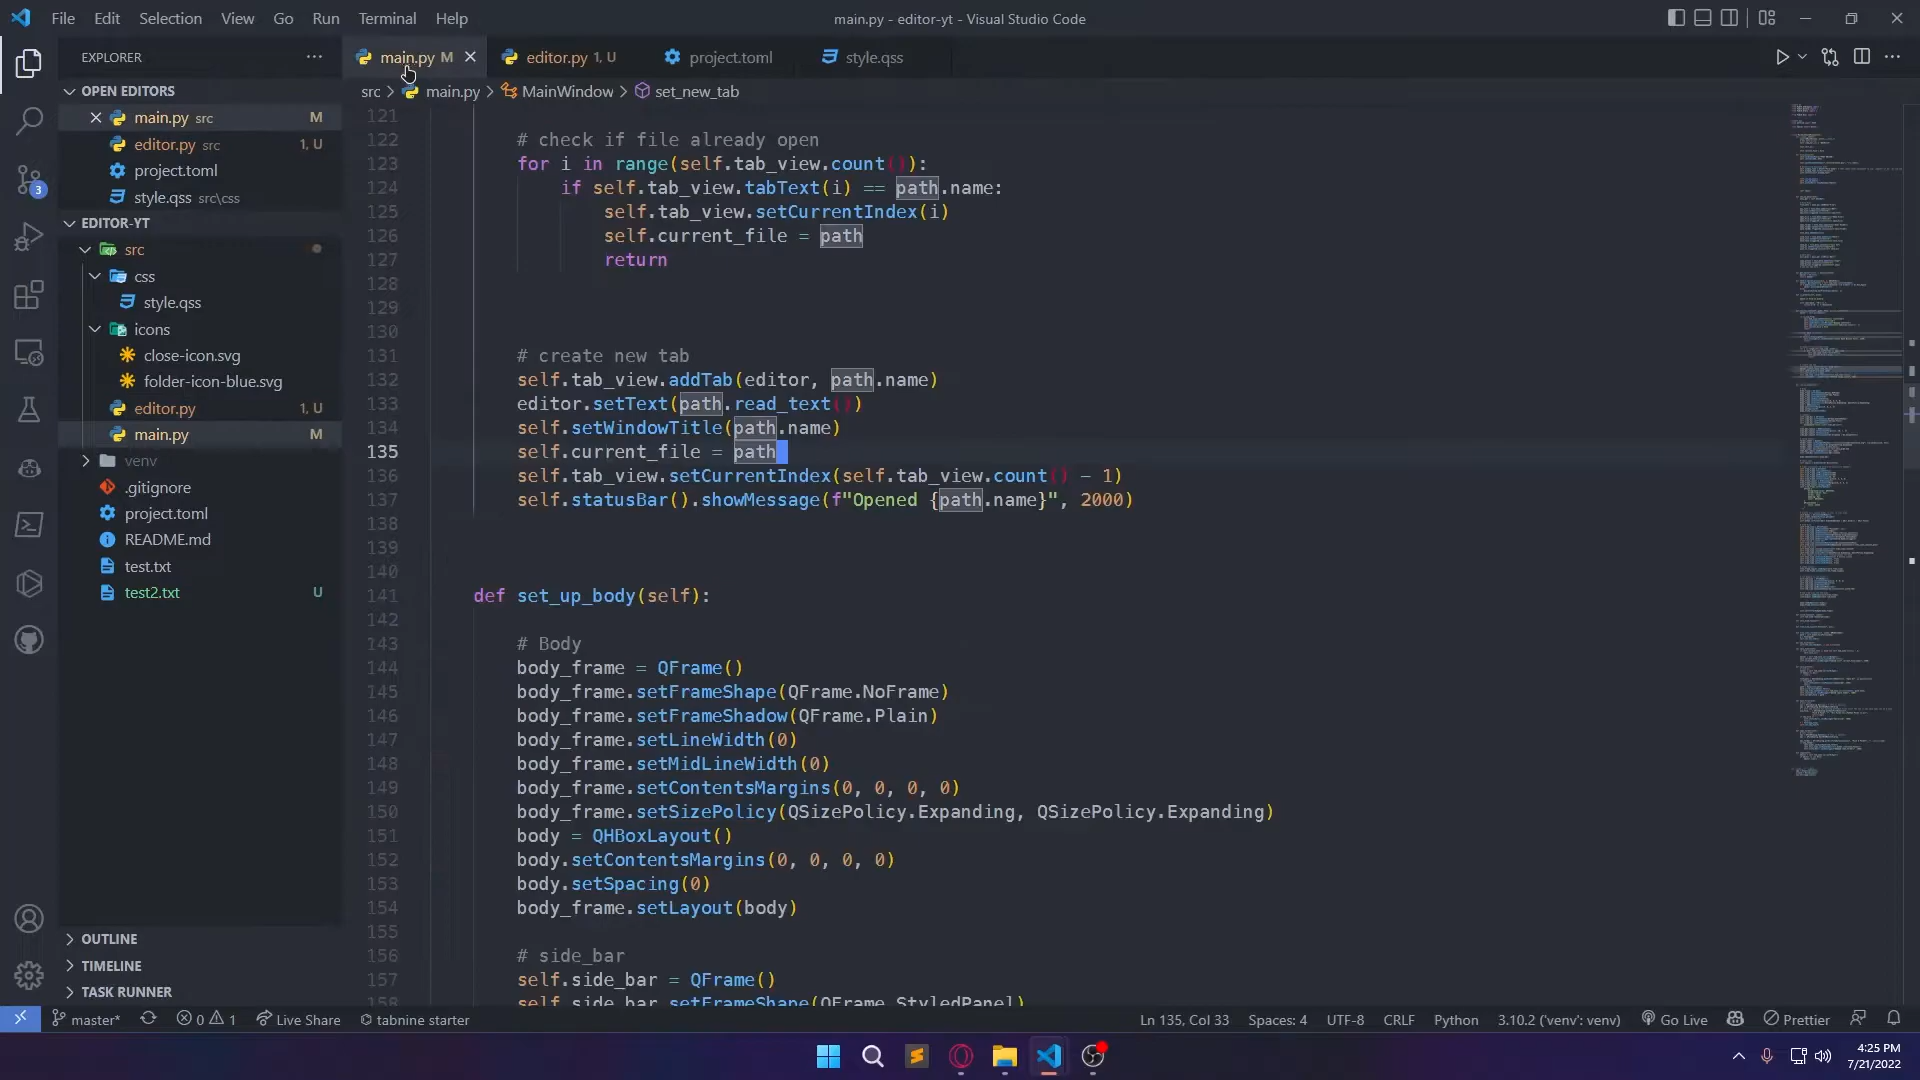 File Edit Selection View Go Run Terminal Help
main.py - editor-yt - Visual Studio Code
EXPLORER
main.py M
editor.py 1, U
project.toml
style.qss
OPEN EDITORS
src > main.py > MainWindow > set_new_tab
main.py src M
editor.py src 1, U
project.toml
style.qss src\css
EDITOR-YT
src
css
style.qss
icons
close-icon.svg
folder-icon-blue.svg
editor.py 1, U
main.py M
venv
.gitignore
project.toml
README.md
test.txt
test2.txt U
OUTLINE
TIMELINE
TASK RUNNER
121
122 # check if file already open
123 for i in range(self.tab_view.count()):
124 if self.tab_view.tabText(i) == path.name:
125 self.tab_view.setCurrentIndex(i)
126 self.current_file = path
127 return
128
129
130
131 # create new tab
132 self.tab_view.addTab(editor, path.name)
133 editor.setText(path.read_text())
134 self.setWindowTitle(path.name)
135 self.current_file = path
136 self.tab_view.setCurrentIndex(self.tab_view.count() - 1)
137 self.statusBar().showMessage(f"Opened {path.name}", 2000)
138
139
140
141 def set_up_body(self):
142
143 # Body
144 body_frame = QFrame()
145 body_frame.setFrameShape(QFrame.NoFrame)
146 body_frame.setFrameShadow(QFrame.Plain)
147 body_frame.setLineWidth(0)
148 body_frame.setMidLineWidth(0)
149 body_frame.setContentsMargins(0, 0, 0, 0)
150 body_frame.setSizePolicy(QSizePolicy.Expanding, QSizePolicy.Expanding)
151 body = QHBoxLayout()
152 body.setContentsMargins(0, 0, 0, 0)
153 body.setSpacing(0)
154 body_frame.setLayout(body)
155
156 # side_bar
157 self.side_bar = QFrame()
158 self.side_bar.setFrameShape(QFrame.StyledPanel)
3
master* 0 1 Live Share tabnine starter
Ln 135, Col 33 Spaces: 4 UTF-8 CRLF Python 3.10.2 ('venv': venv) Go Live Prettier
4:25 PM
7/21/2022